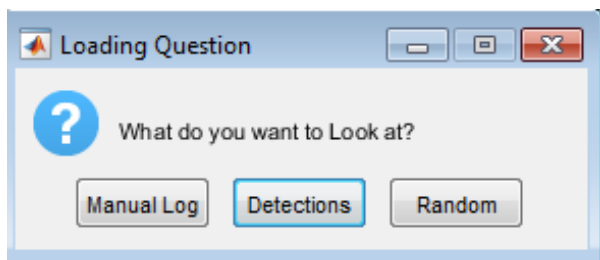 Loading Question
What do you want to Look at?
Manual Log Detections Random